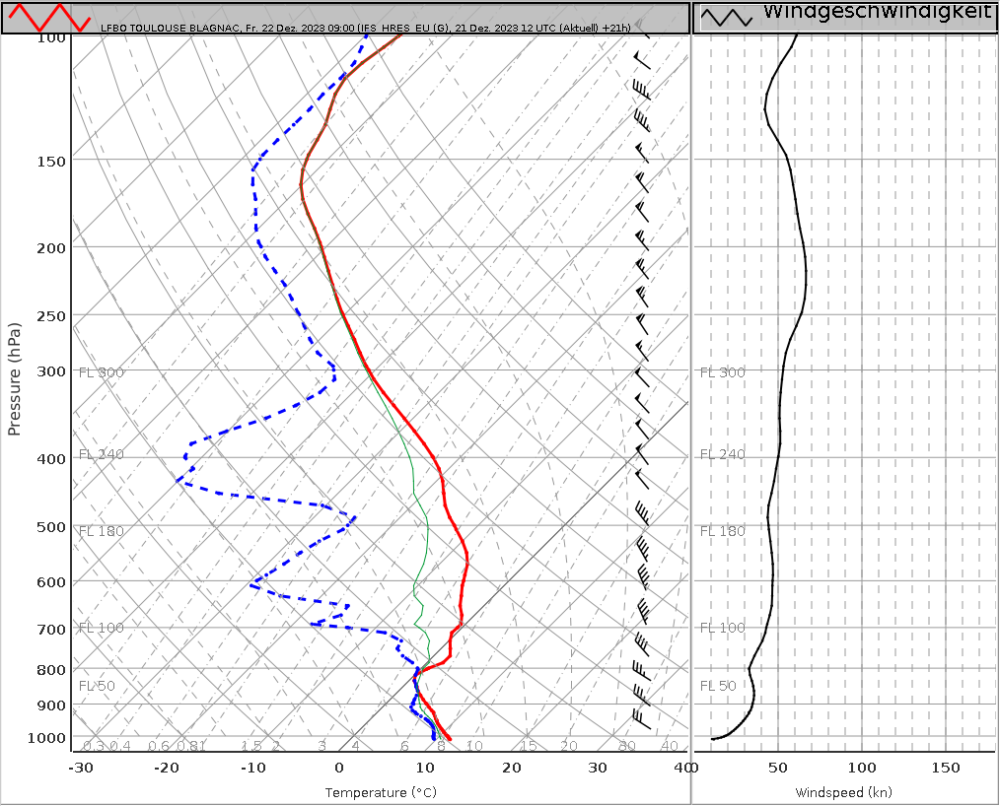 Windgeschwindigkeit
LFBO TOULOUSE BLAGNAC, Fr. 22 Dez. 2023 09:00 (IFS HRES EU (G), 21 Dez. 2023 12 UTC (Aktuell) +21h)
100
150
200
250
300
400
500
600
700
800
900
1000
Pressure (hPa)
FL 300
FL 240
FL 180
FL 100
FL 50
FL 300
FL 240
FL 180
FL 100
FL 50
0.3 0.4 0.6 0.8 1 1.5 2 3 4 6 8 10 15 20 30 40
-30 -20 -10 0 10 20 30 40
0 50 100 150
Temperature (°C)
Windspeed (kn)